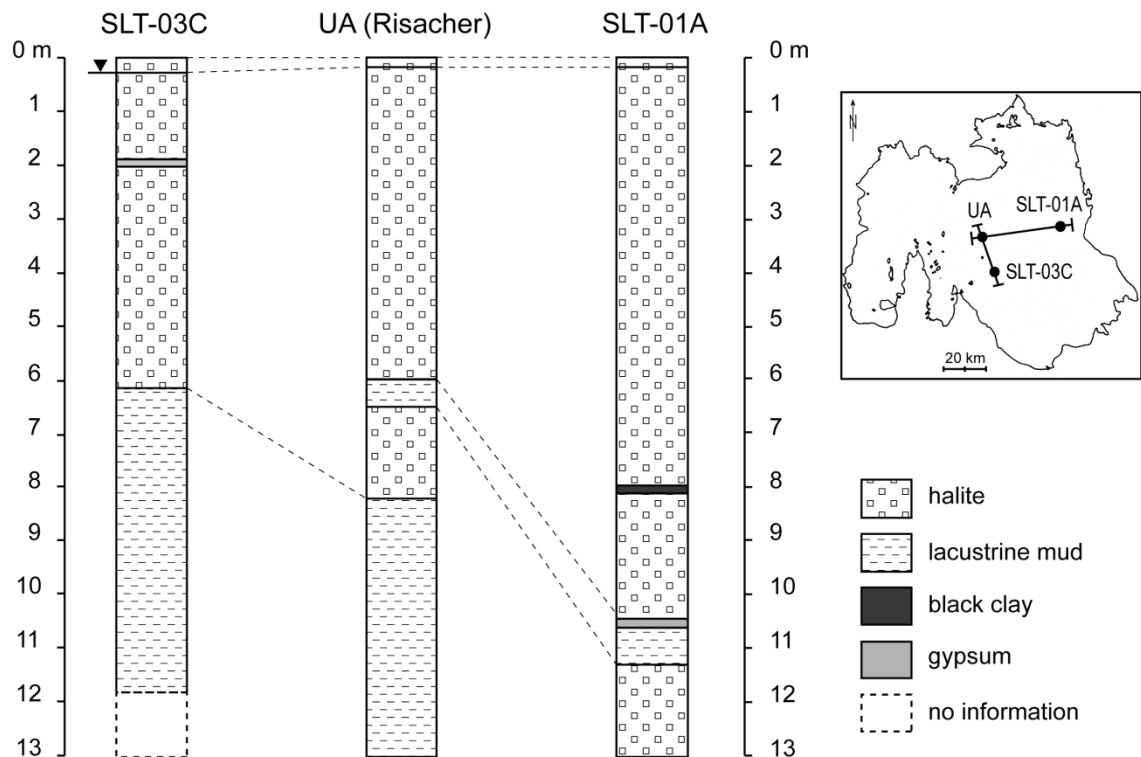 SLT-03C
UA (Risacher)
SLT-01A
0 m
1
2
3
4
5
6
7
8
9
10
11
12
13
0 m
1
2
3
4
5
6
7
8
9
10
11
12
13
N
UA
SLT-01A
SLT-03C
20 km
halite
lacustrine mud
black clay
gypsum
no information